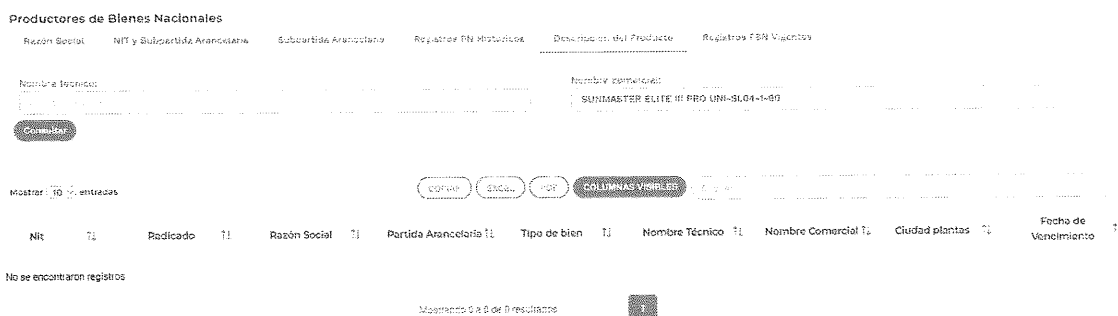 Productores de Bienes Nacionales
Razón Social NIT y Subpartida Arancelaria Subpartida Arancelaria Registros PN Históricos Descripción del Producto Registros PBN Vigentes
Nombre técnico: Nombre comercial:
SUNMASTER ELITE III PRO UNI-SL04-1-60
Consultar
Mostrar 10 entradas COPIAR EXCEL PDF COLUMNAS VISIBLES
Nit Radicado Razón Social Partida Arancelaria Tipo de bien Nombre Técnico Nombre Comercial Ciudad plantas Fecha de Vencimiento
No se encontraron registros
Mostrando 0 a 0 de 0 resultados 1